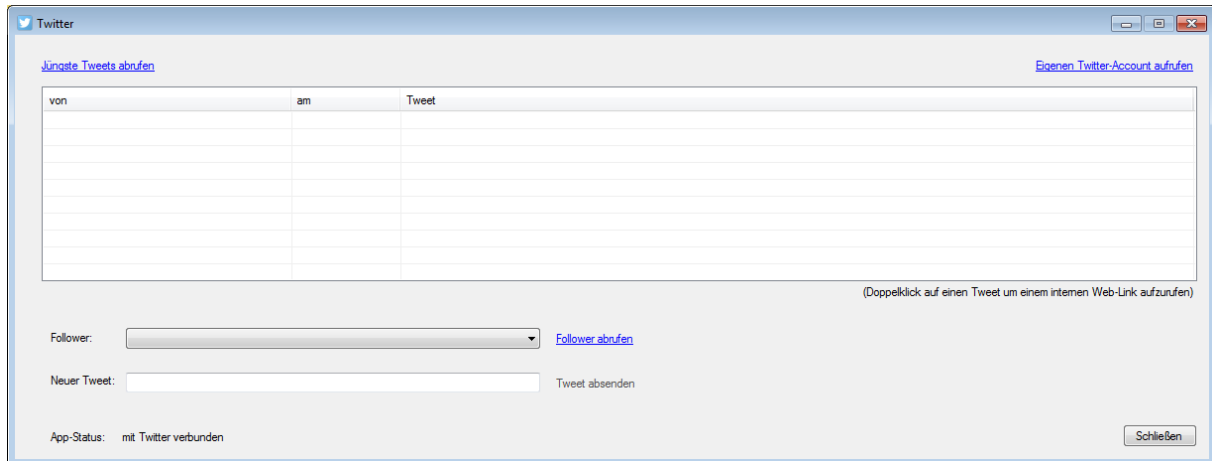 Twitter
Jüngste Tweets abrufen
Eigenen Twitter-Account aufrufen
von am Tweet
(Doppelklick auf einen Tweet um einem internen Web-Link aufzurufen)
Follower: Follower abrufen
Neuer Tweet: Tweet absenden
App-Status: mit Twitter verbunden
Schließen